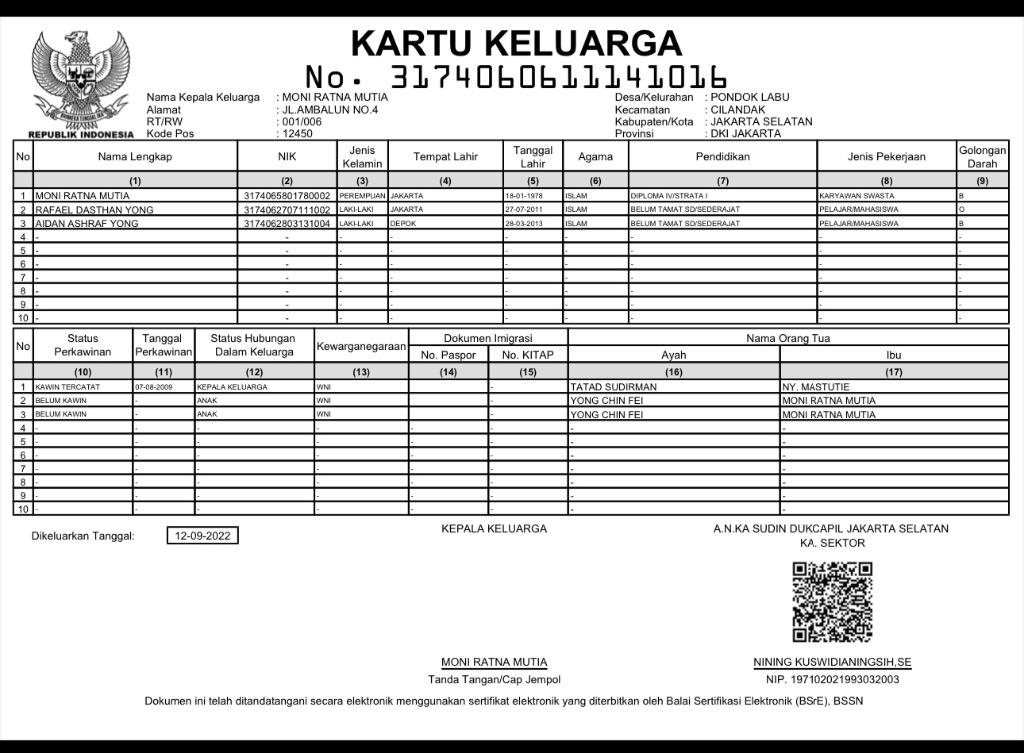 KARTU KELUARGA
No. 3174060611141016
REPUBLIK INDONESIA
Nama Kepala Keluarga : MONI RATNA MUTIA
Alamat : JL.AMBALUN NO.4
RT/RW : 001/006
Kode Pos : 12450
Desa/Kelurahan : PONDOK LABU
Kecamatan : CILANDAK
Kabupaten/Kota : JAKARTA SELATAN
Provinsi : DKI JAKARTA
No Nama Lengkap NIK Jenis Kelamin Tempat Lahir Tanggal Lahir Agama Pendidikan Jenis Pekerjaan Golongan Darah
(1) (2) (3) (4) (5) (6) (7) (8) (9)
1 MONI RATNA MUTIA 3174065801780002 PEREMPUAN JAKARTA 18-01-1978 ISLAM DIPLOMA IV/STRATA I KARYAWAN SWASTA B
2 RAFAEL DASTHAN YONG 3174062707111002 LAKI-LAKI JAKARTA 27-07-2011 ISLAM BELUM TAMAT SD/SEDERAJAT PELAJAR/MAHASISWA O
3 AIDAN ASHRAF YONG 3174062803131004 LAKI-LAKI DEPOK 28-03-2013 ISLAM BELUM TAMAT SD/SEDERAJAT PELAJAR/MAHASISWA B
4 - - - - - - - - -
5 - - - - - - - - -
6 - - - - - - - - -
7 - - - - - - - - -
8 - - - - - - - - -
9 - - - - - - - - -
10 - - - - - - - - -
No Status Perkawinan Tanggal Perkawinan Status Hubungan Dalam Keluarga Kewarganegaraan Dokumen Imigrasi Nama Orang Tua
No. Paspor No. KITAP Ayah Ibu
(10) (11) (12) (13) (14) (15) (16) (17)
1 KAWIN TERCATAT 07-08-2009 KEPALA KELUARGA WNI - TATAD SUDIRMAN NY. MASTUTIE
2 BELUM KAWIN - ANAK WNI - YONG CHIN FEI MONI RATNA MUTIA
3 BELUM KAWIN - ANAK WNI - YONG CHIN FEI MONI RATNA MUTIA
4 - - - - - - - -
5 - - - - - - - -
6 - - - - - - - -
7 - - - - - - - -
8 - - - - - - - -
9 - - - - - - - -
10 - - - - - - - -
Dikeluarkan Tanggal: 12-09-2022
KEPALA KELUARGA
MONI RATNA MUTIA
Tanda Tangan/Cap Jempol
A.N.KA SUDIN DUKCAPIL JAKARTA SELATAN
KA. SEKTOR
NINING KUSWIDIANINGSIH,SE
NIP. 197102021993032003
Dokumen ini telah ditandatangani secara elektronik menggunakan sertifikat elektronik yang diterbitkan oleh Balai Sertifikasi Elektronik (BSrE), BSSN